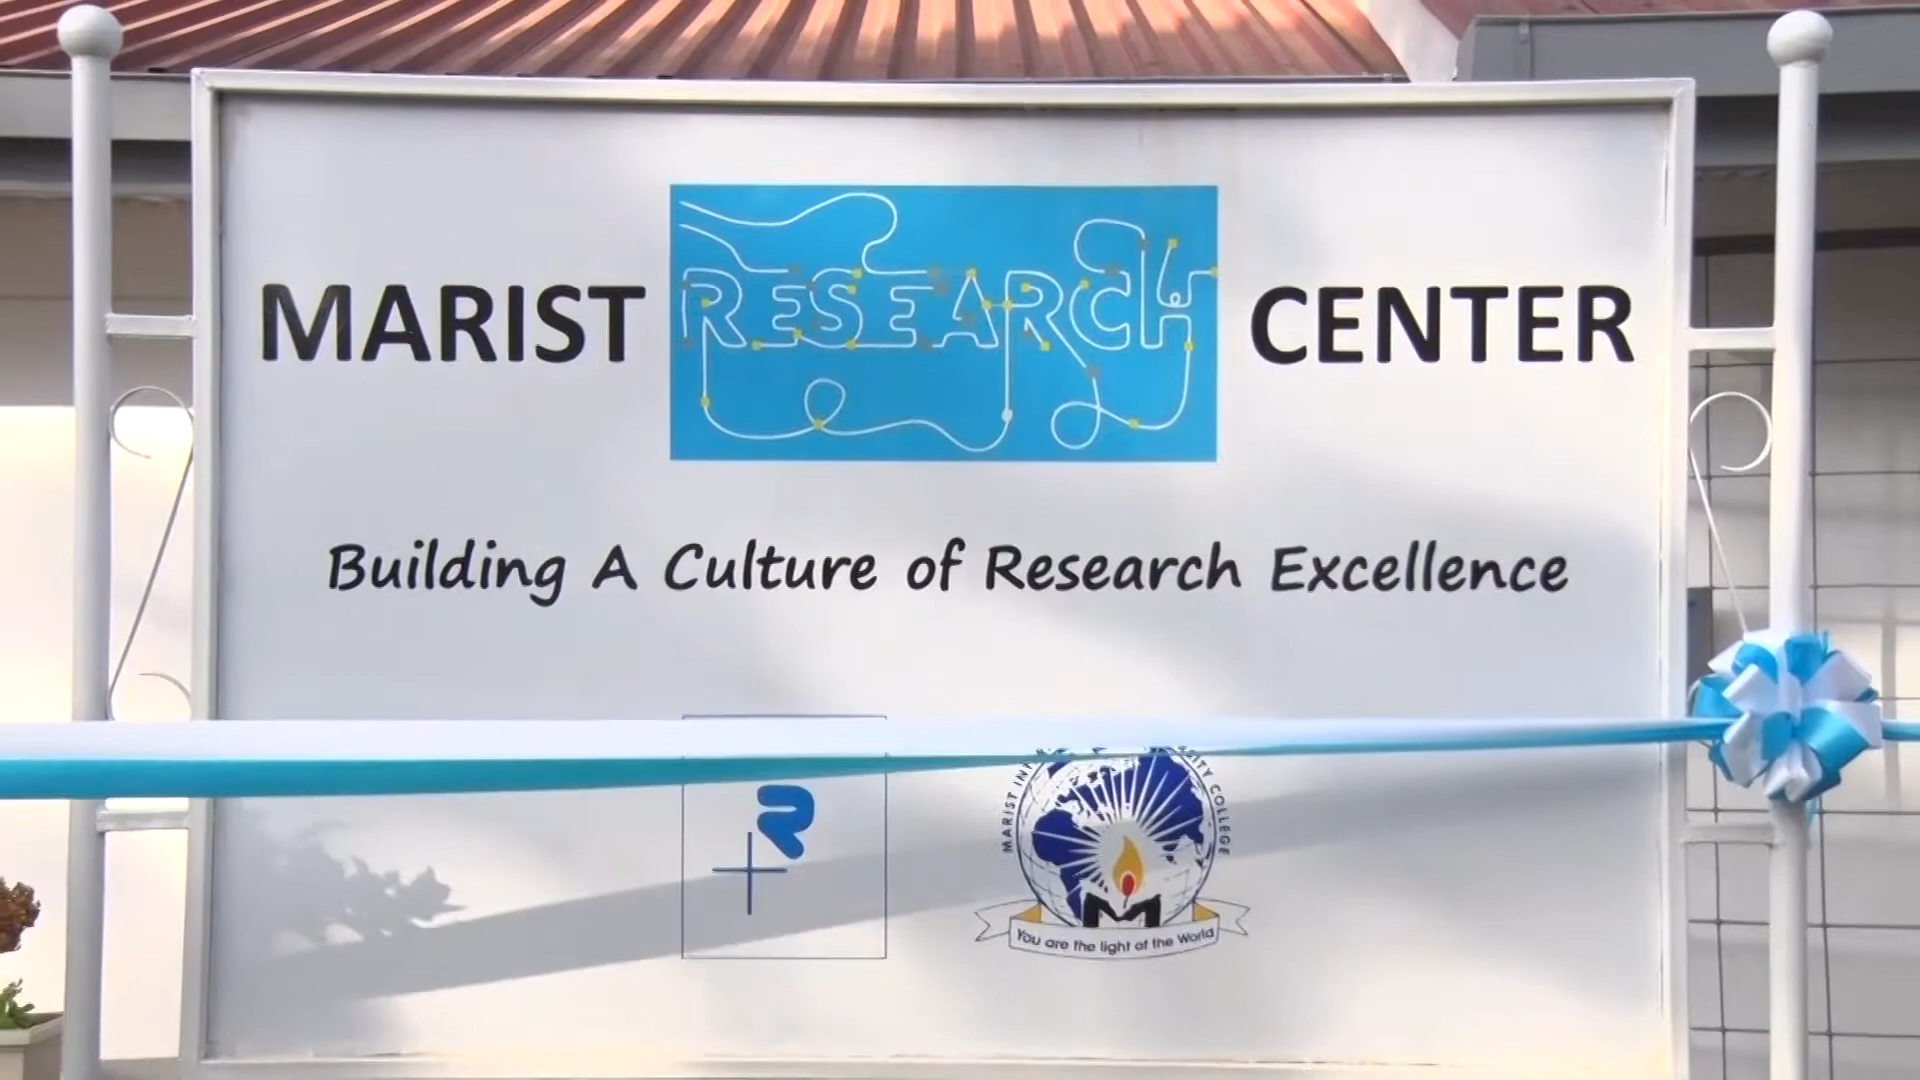 MARIST RESEARCH CENTER
Building A Culture of Research Excellence
R
MARIST COLLEGE
M
You are the light of the World